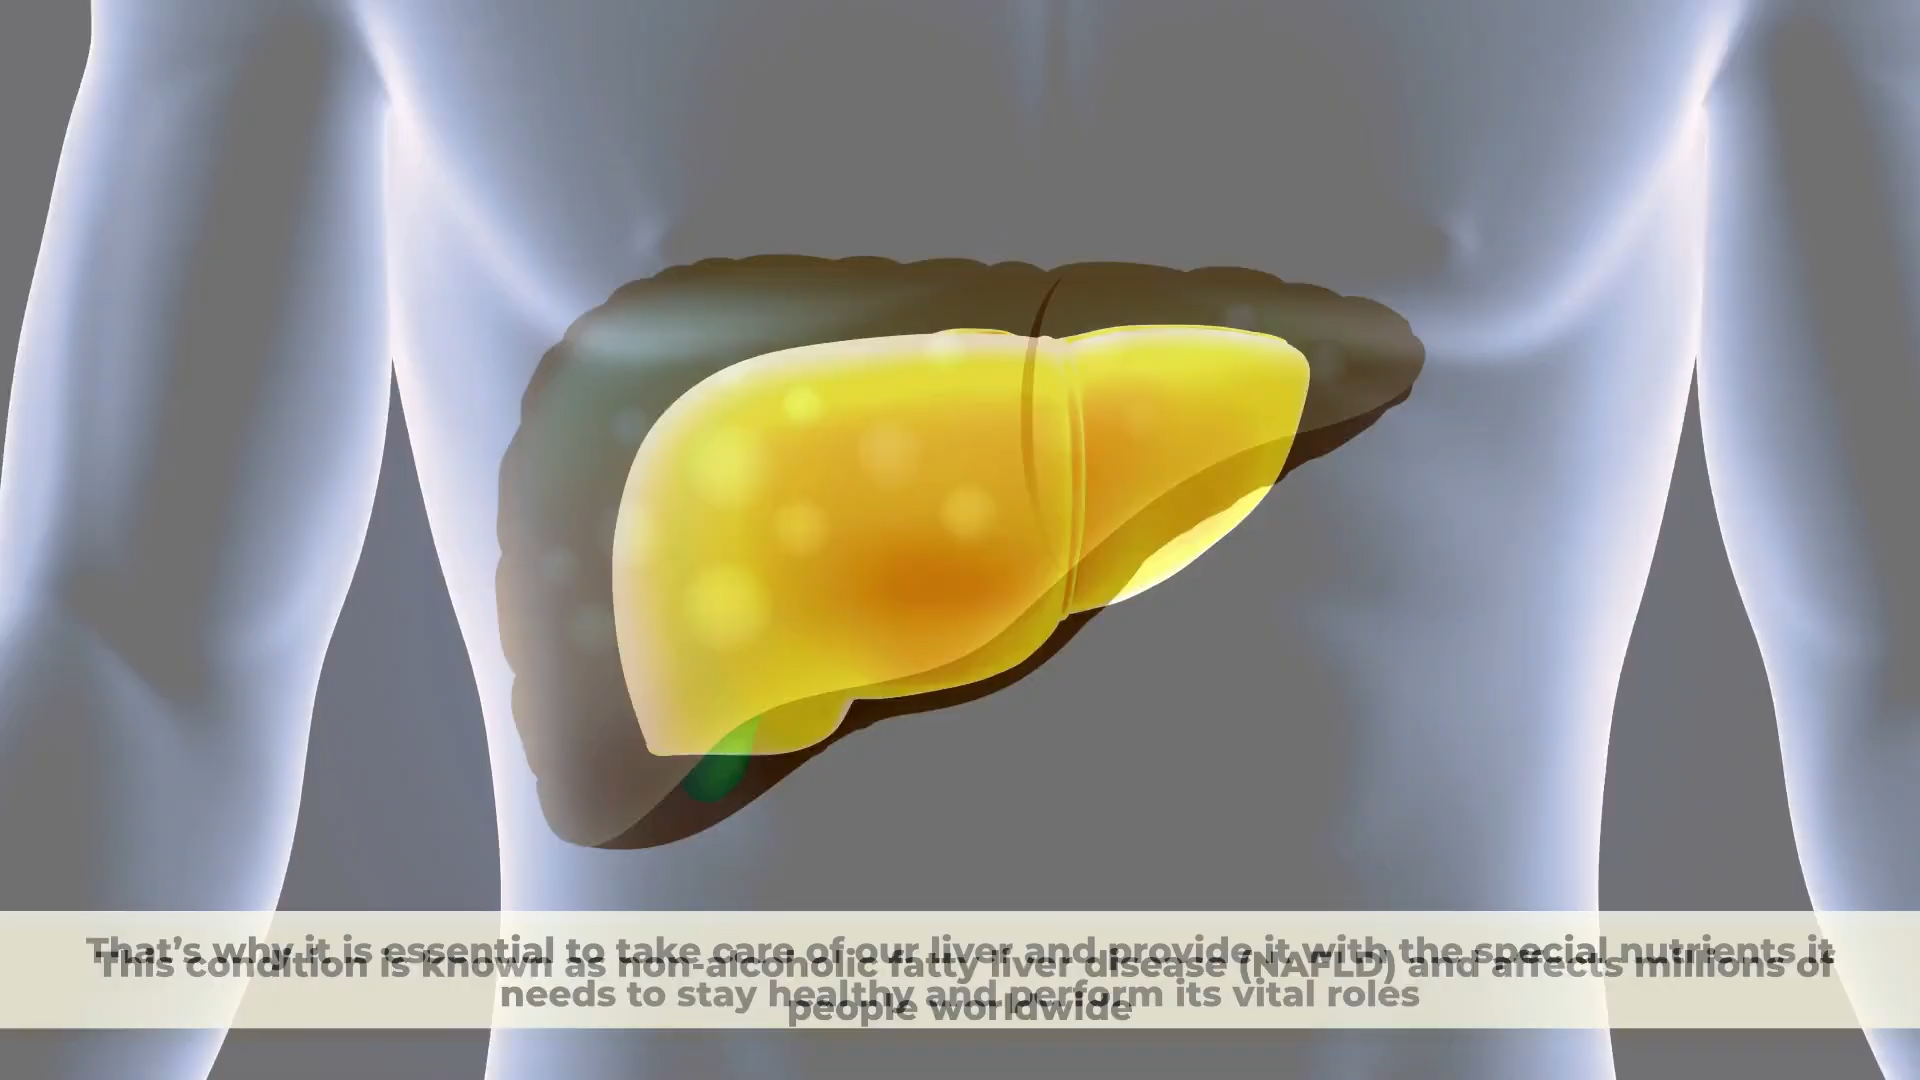 That's why it is essential to take care of our liver and provide it with the special nutrients it
needs to stay healthy and perform its vital roles
This condition is known as non-alcoholic fatty liver disease (NAFLD) and affects millions of
people worldwide